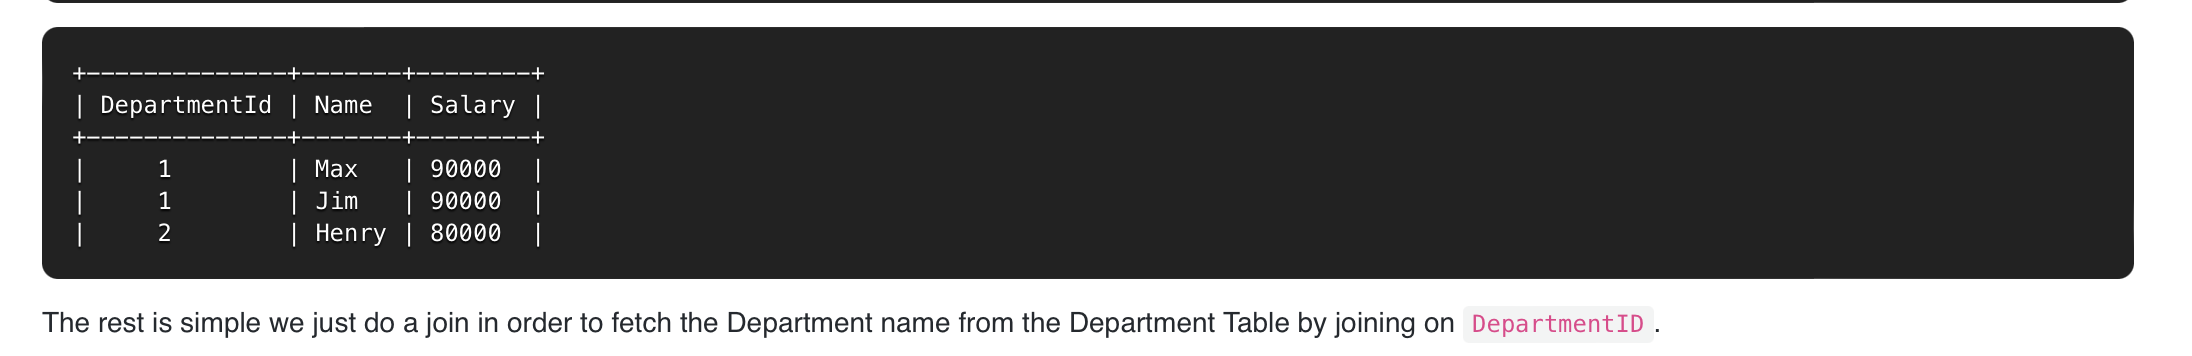 +--------------+-------+--------+
| DepartmentId | Name  | Salary |
+--------------+-------+--------+
|     1        | Max   | 90000  |
|     1        | Jim   | 90000  |
|     2        | Henry | 80000  |
The rest is simple we just do a join in order to fetch the Department name from the Department Table by joining on DepartmentID .